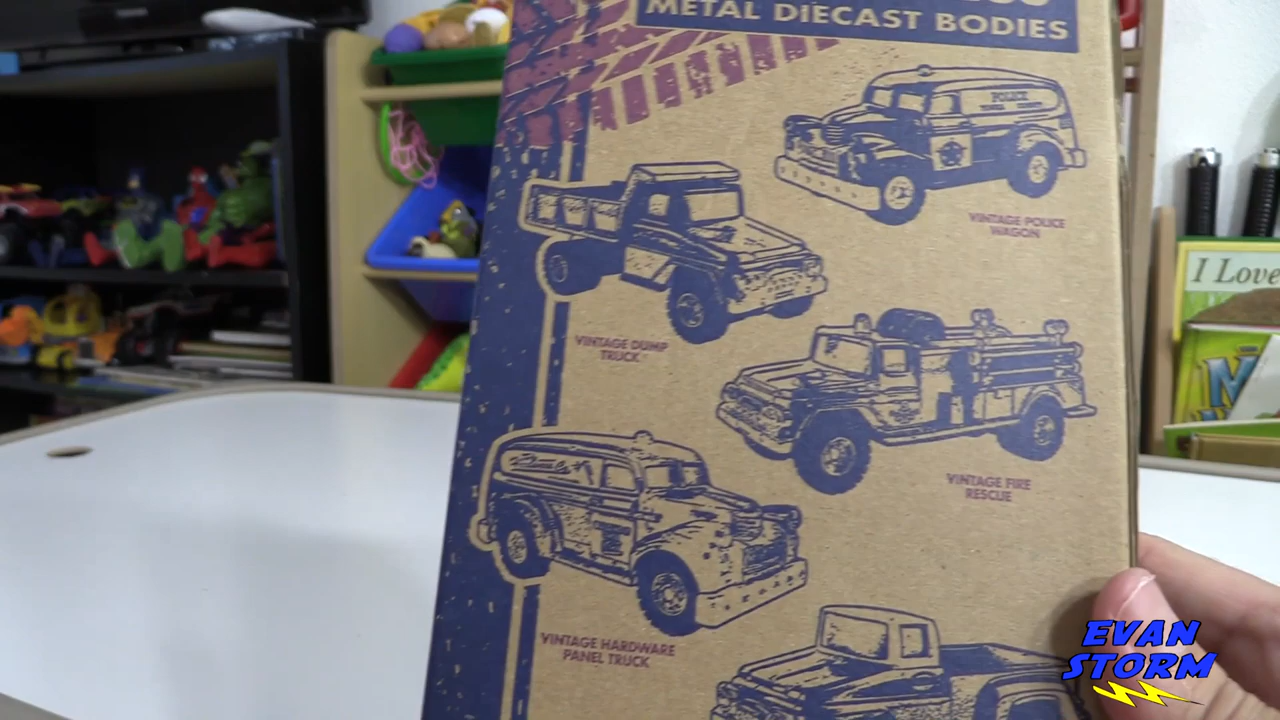 METAL DIECAST BODIES
POLICE
VINTAGE POLICE
WAGON
VINTAGE DUMP
TRUCK
VINTAGE FIRE
RESCUE
VINTAGE HARDWARE
PANEL TRUCK
I Love
EVAN
STORM